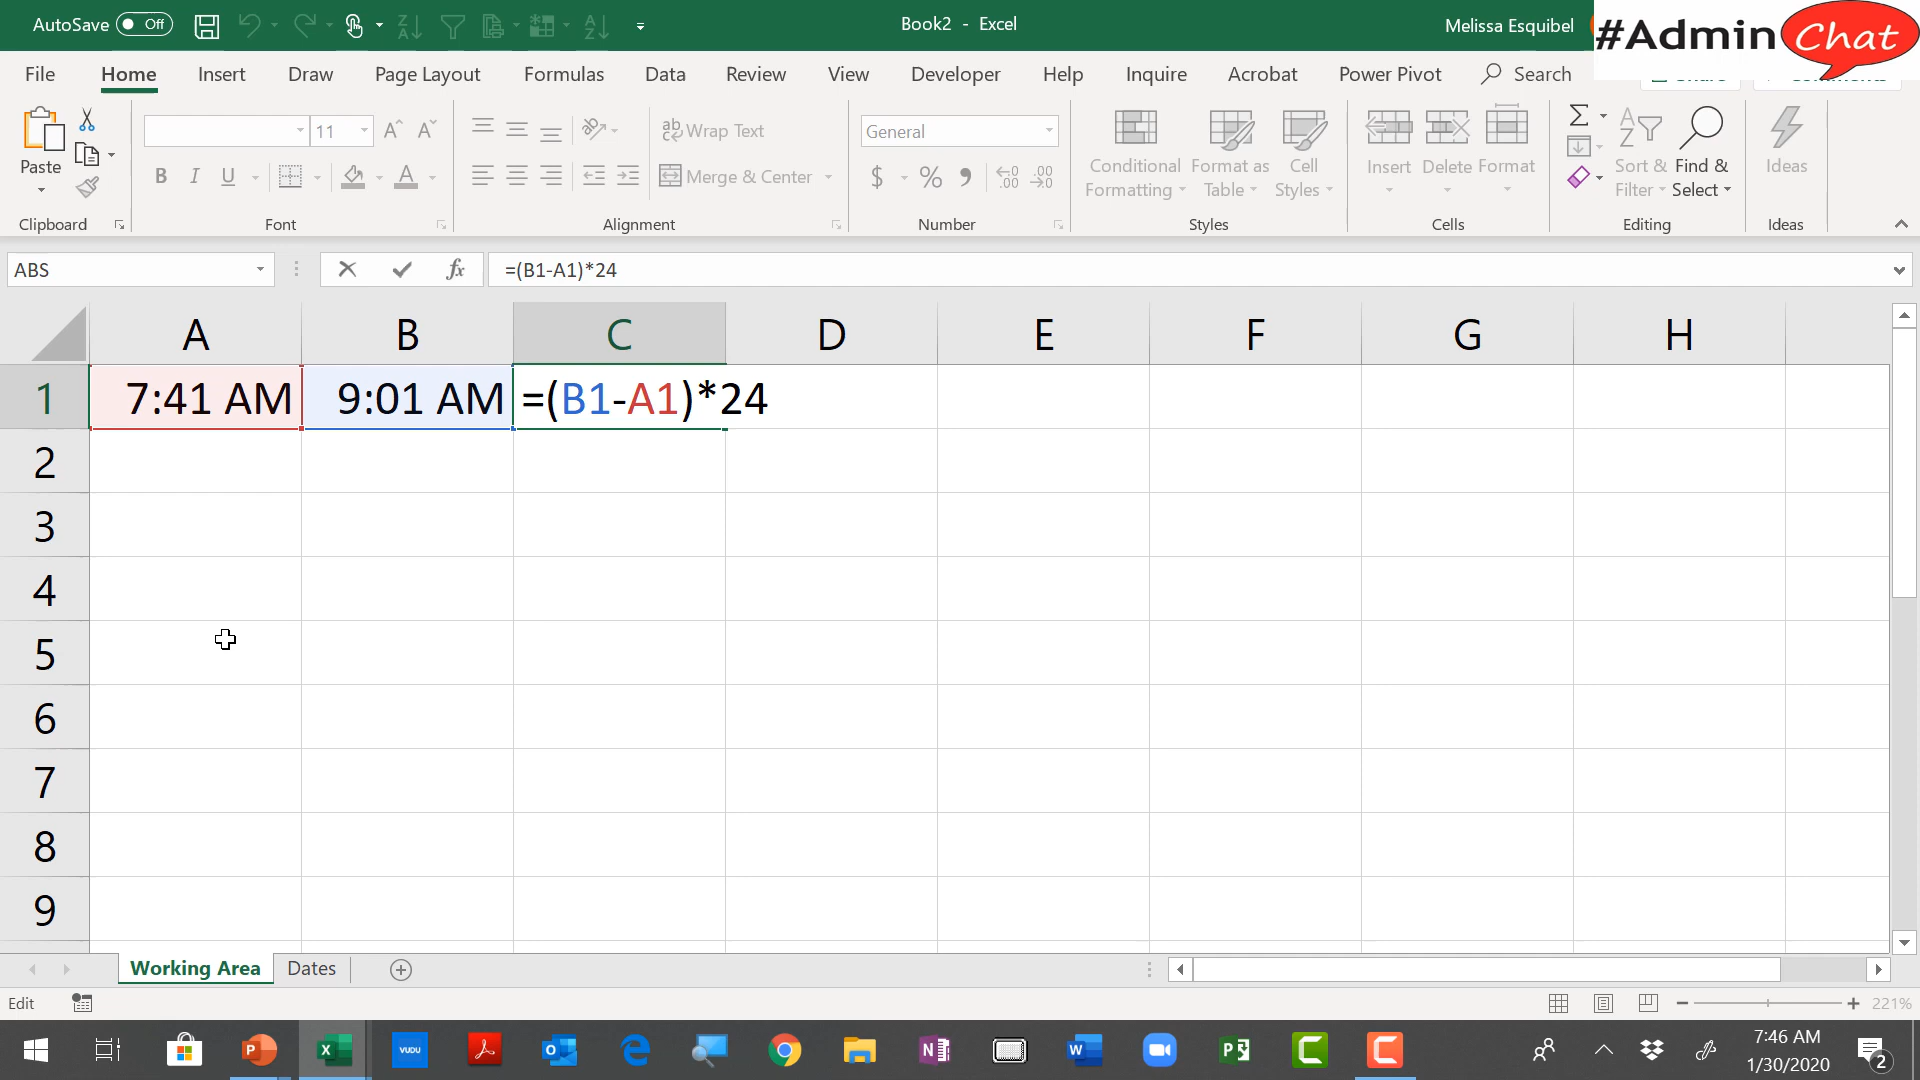 AutoSave Off
Book2 - Excel
Melissa Esquibel
#Admin Chat
File Home Insert Draw Page Layout Formulas Data Review View Developer Help Inquire Acrobat Power Pivot Search
Paste
11
Wrap Text
General
Merge & Center
$ % 9
Conditional Formatting
Format as Table
Cell Styles
Insert
Delete
Format
Sort & Filter
Find & Select
Ideas
Clipboard Font Alignment Number Styles Cells Editing Ideas
ABS
fx
=(B1-A1)*24
A B C D E F G H
1 7:41 AM 9:01 AM =(B1-A1)*24
2
3
4
5
6
7
8
9
Working Area Dates
Edit
221%
7:46 AM
1/30/2020
2